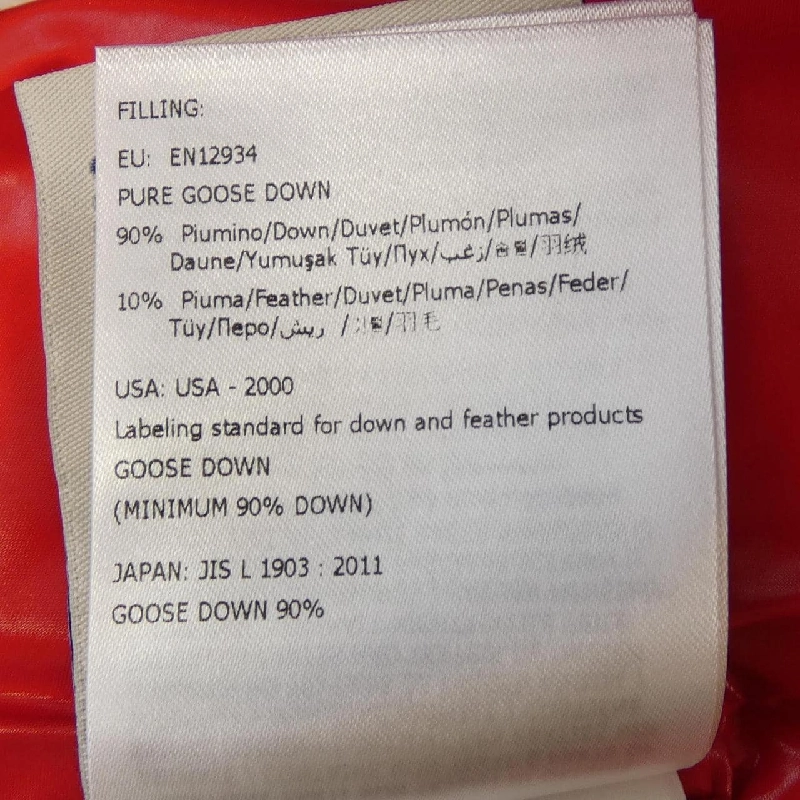 FILLING:
EU: EN12934
PURE GOOSE DOWN
90% Piumino/Down/Duvet/Plumón/Plumas/
Daune/Yumuşak Tüy/Пух/زغب/羽绒
10% Piuma/Feather/Duvet/Pluma/Penas/Feder/
Tüy/Перо/ریش /羽毛
USA: USA - 2000
Labeling standard for down and feather products
GOOSE DOWN
(MINIMUM 90% DOWN)
JAPAN: JIS L 1903 : 2011
GOOSE DOWN 90%